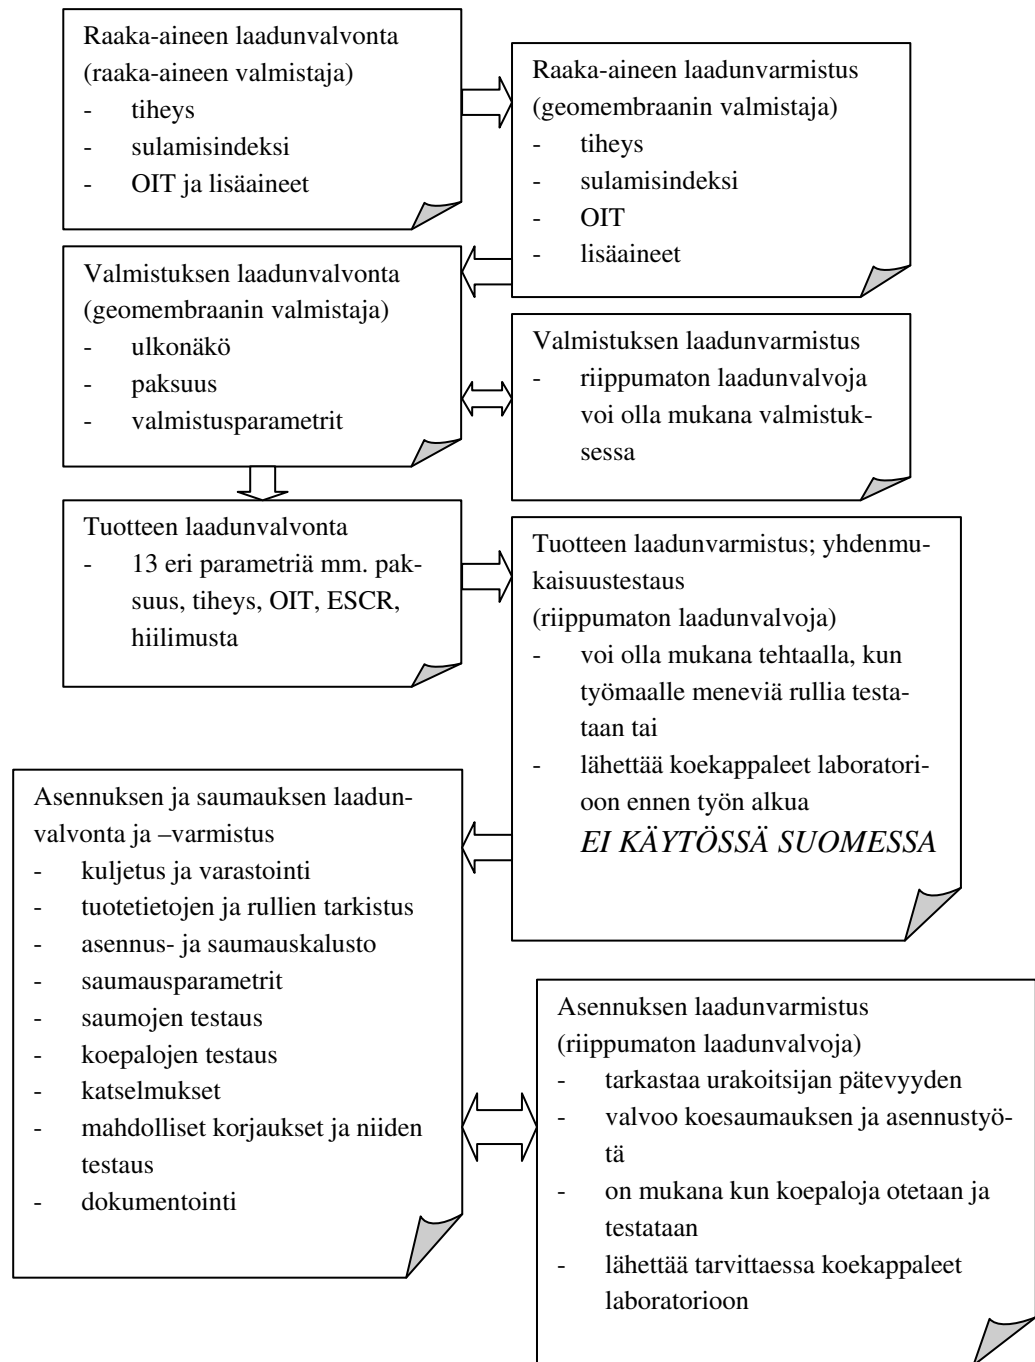 Raaka-aineen laadunvalvonta
(raaka-aineen valmistaja)
- tiheys
- sulamisindeksi
- OIT ja lisäaineet
Raaka-aineen laadunvarmistus
(geomembraanin valmistaja)
- tiheys
- sulamisindeksi
- OIT
- lisäaineet
Valmistuksen laadunvalvonta
(geomembraanin valmistaja)
- ulkonäkö
- paksuus
- valmistusparametrit
Valmistuksen laadunvarmistus
- riippumaton laadunvalvoja
voi olla mukana valmistuk-
sessa
Tuotteen laadunvalvonta
- 13 eri parametriä mm. pak-
suus, tiheys, OIT, ESCR,
hiilimusta
Tuotteen laadunvarmistus; yhdenmu-
kaisuustestaus
(riippumaton laadunvalvoja)
- voi olla mukana tehtaalla, kun
työmaalle meneviä rullia testa-
taan tai
- lähettää koekappaleet laboratori-
oon ennen työn alkua
EI KÄYTÖSSÄ SUOMESSA
Asennuksen ja saumauksen laadun-
valvonta ja –varmistus
- kuljetus ja varastointi
- tuotetietojen ja rullien tarkistus
- asennus- ja saumauskalusto
- saumausparametrit
- saumojen testaus
- koepalojen testaus
- katselmukset
- mahdolliset korjaukset ja niiden
testaus
- dokumentointi
Asennuksen laadunvarmistus
(riippumaton laadunvalvoja)
- tarkastaa urakoitsijan pätevyyden
- valvoo koesaumauksen ja asennustyö-
tä
- on mukana kun koepaloja otetaan ja
testataan
- lähettää tarvittaessa koekappaleet
laboratorioon